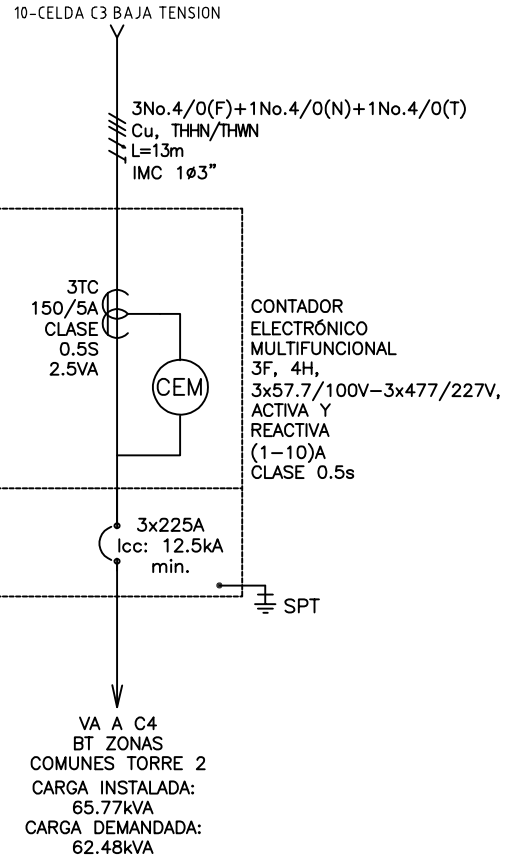 10-CELDA C3 BAJA TENSION
3No.4/0(F)+1No.4/0(N)+1No.4/0(T)
Cu, THHN/THWN
L=13m
IMC 1ø3”
3TC
150/5A
CLASE
0.5S
2.5VA
CEM
CONTADOR
ELECTRÓNICO
MULTIFUNCIONAL
3F, 4H,
3x57.7/100V-3x477/227V,
ACTIVA Y
REACTIVA
(1-10)A
CLASE 0.5s
3x225A
Icc: 12.5kA
min.
SPT
VA A C4
BT ZONAS
COMUNES TORRE 2
CARGA INSTALADA:
65.77kVA
CARGA DEMANDADA:
62.48kVA